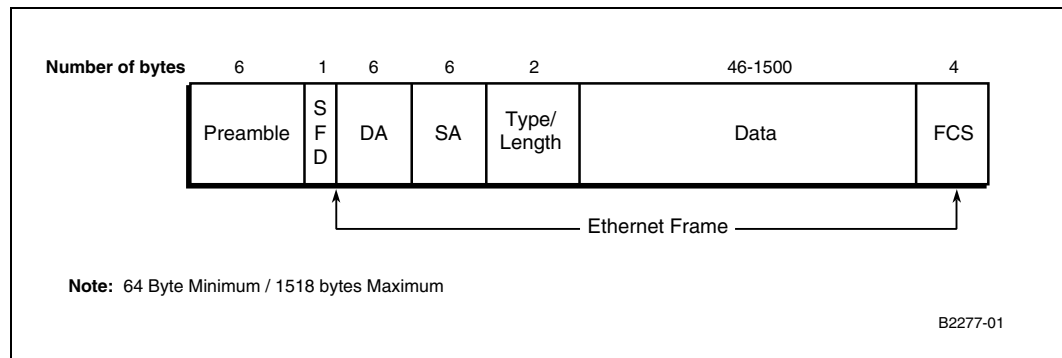 Number of bytes 6 1 6 6 2 46-1500 4
Preamble SFD DA SA Type/Length Data FCS
Ethernet Frame
Note: 64 Byte Minimum / 1518 bytes Maximum
B2277-01